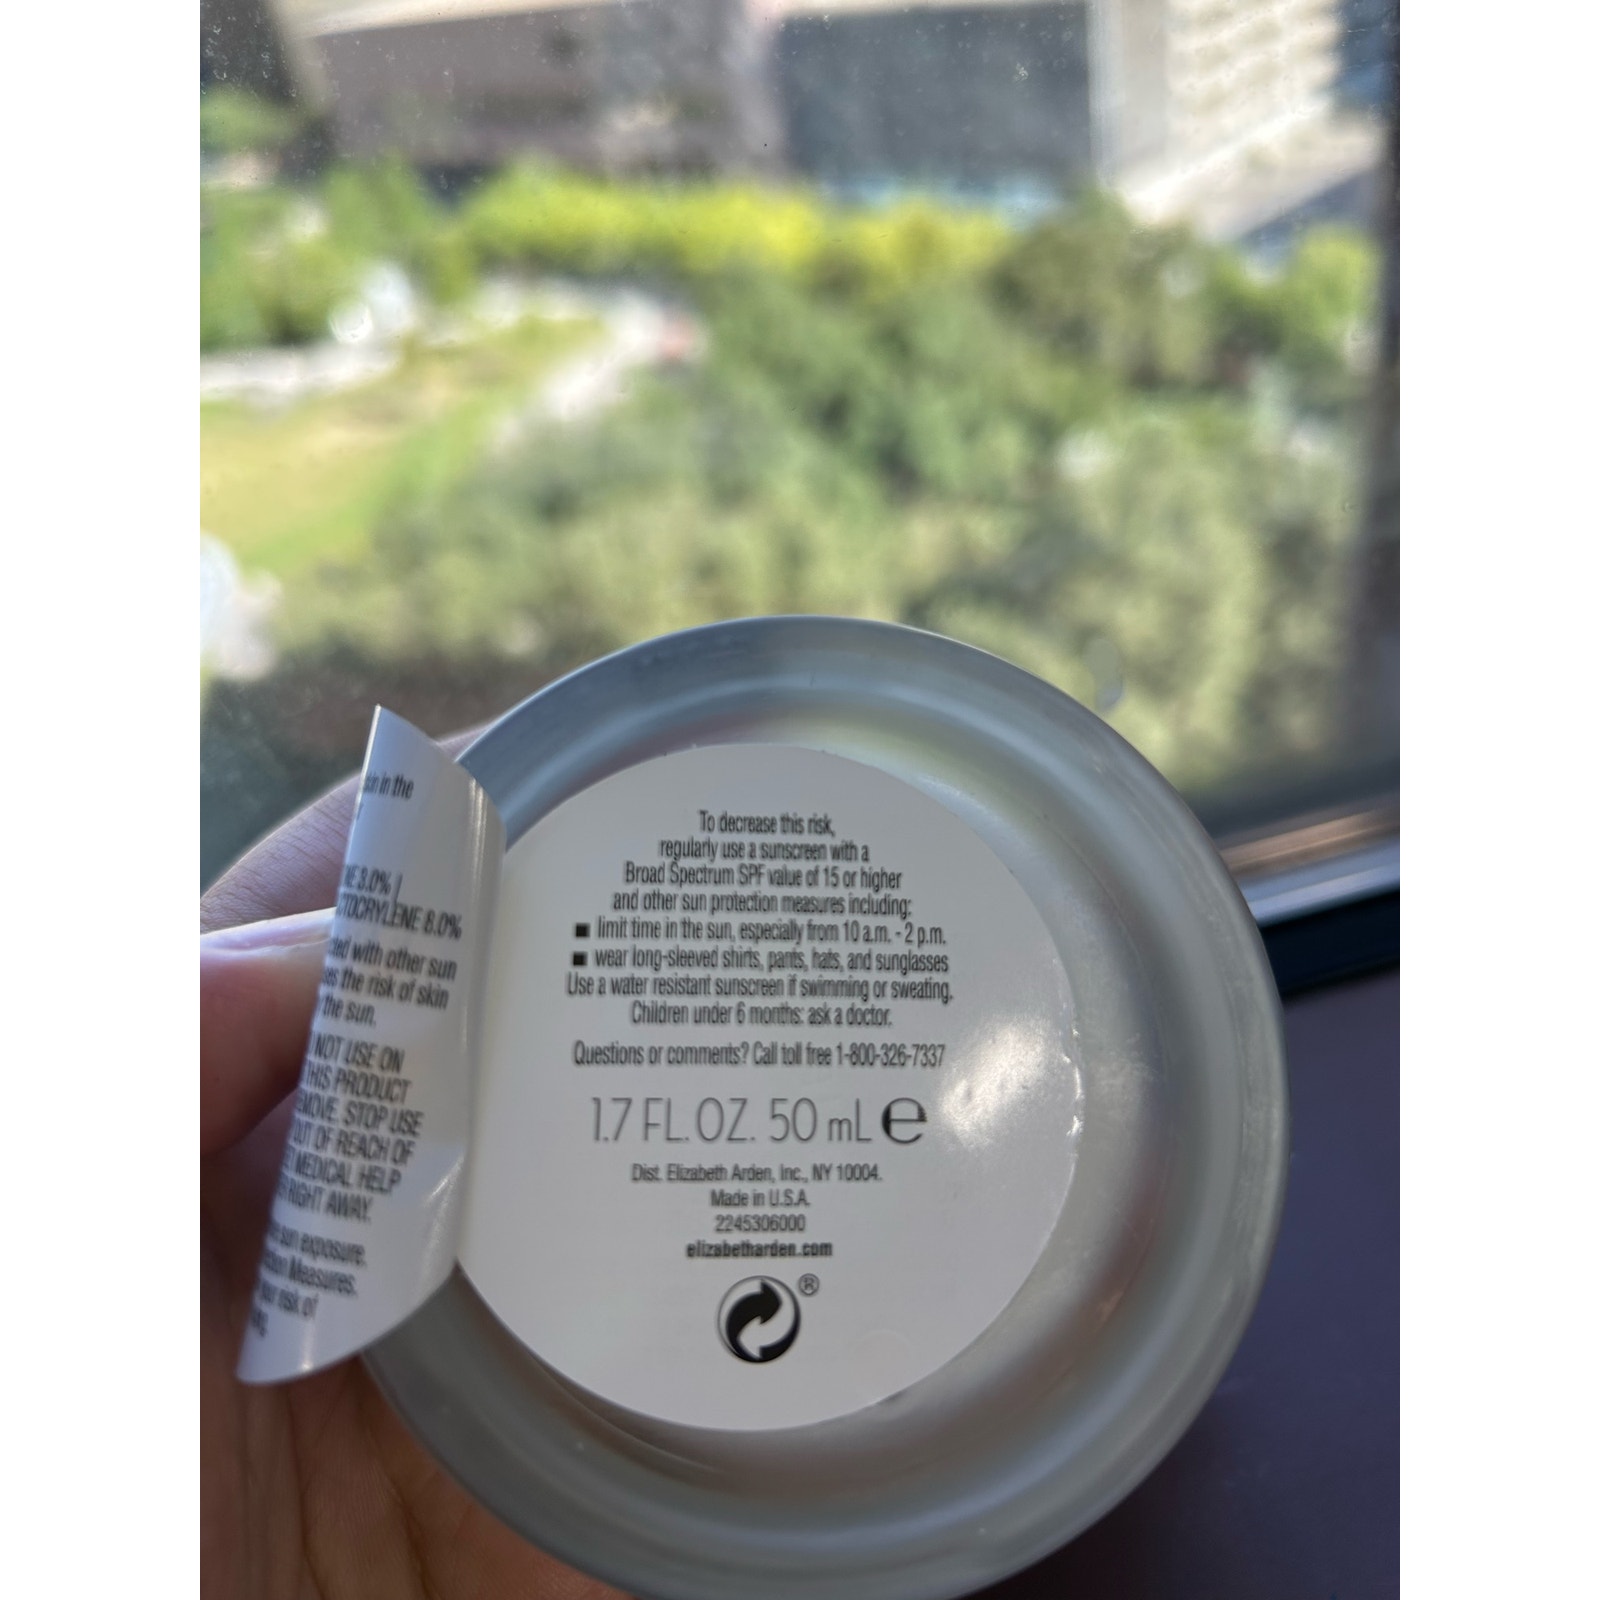 in the
3.0% |
8.0%
with other sun
the risk of skin
the sun.
NOT USE ON
THIS PRODUCT
STOP USE
OUT OF REACH OF
MEDICAL HELP
RIGHT AWAY.
sun exposure.
Measures.
risk of
To decrease this risk,
regularly use a sunscreen with a
Broad Spectrum SPF value of 15 or higher
and other sun protection measures including:
■ limit time in the sun, especially from 10 a.m. - 2 p.m.
■ wear long-sleeved shirts, pants, hats, and sunglasses
Use a water resistant sunscreen if swimming or sweating.
Children under 6 months: ask a doctor.
Questions or comments? Call toll free 1-800-326-7337
1.7 FL. OZ. 50 mL e
Dist. Elizabeth Arden, Inc., NY 10004.
Made in U.S.A.
2245306000
elizabetharden.com
®